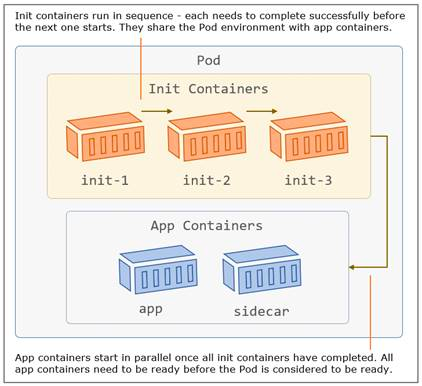 Init containers run in sequence - each needs to complete successfully before
the next one starts. They share the Pod environment with app containers.
Pod
Init Containers
init-1 init-2 init-3
App Containers
app sidecar
App containers start in parallel once all init containers have completed. All
app containers need to be ready before the Pod is considered to be ready.